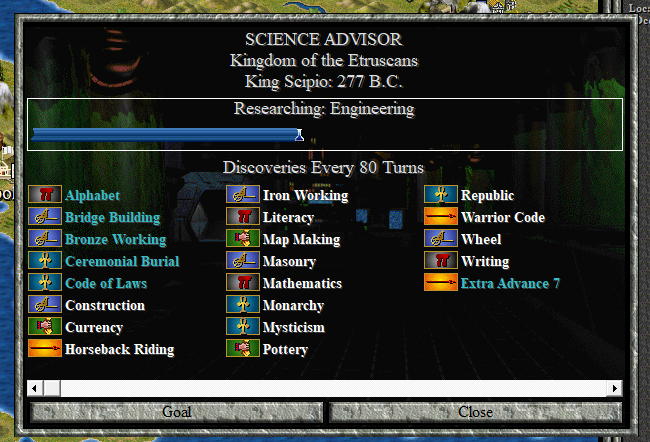 SCIENCE ADVISOR
Kingdom of the Etruscans
King Scipio: 277 B.C.
Researching: Engineering
Discoveries Every 80 Turns
Alphabet
Bridge Building
Bronze Working
Ceremonial Burial
Code of Laws
Construction
Currency
Horseback Riding
Iron Working
Literacy
Map Making
Masonry
Mathematics
Monarchy
Mysticism
Pottery
Republic
Warrior Code
Wheel
Writing
Extra Advance 7
Goal
Close